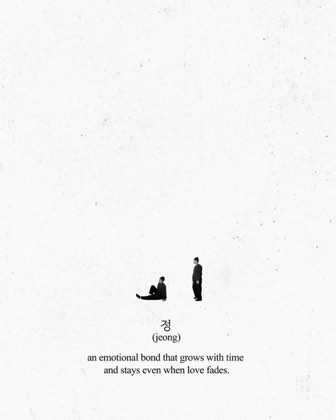 정
(jeong)
an emotional bond that grows with time
and stays even when love fades.